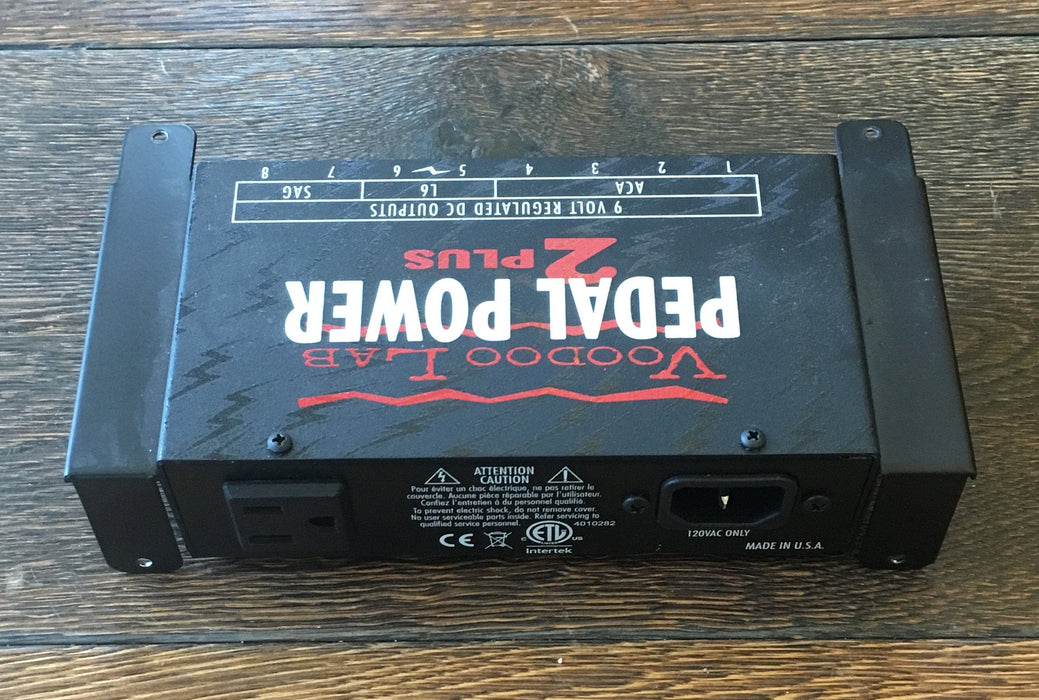 VOODOO LAB
PEDAL POWER
2 PLUS
9 VOLT REGULATED DC OUTPUTS
ACA L6 SAG
1 2 3 4 5 6 7 8
ATTENTION
CAUTION
Pour éviter un choc électrique, ne pas retirer le
couvercle. Aucune pièce réparable par l'utilisateur.
Confiez l'entretien à du personnel qualifié.
To prevent electric shock, do not remove cover.
No user serviceable parts inside. Refer servicing to
qualified service personnel.
4010282
CE
C ETL US
LISTED
Intertek
120VAC ONLY
MADE IN U.S.A.